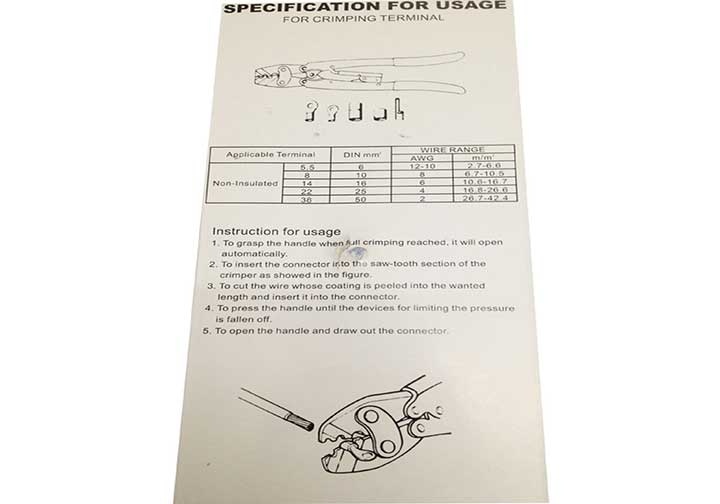 SPECIFICATION FOR USAGE
FOR CRIMPING TERMINAL
Applicable Terminal DIN mm² WIRE RANGE
AWG m/m²
Non-Insulated
5.5 6 12-10 2.7-6.6
8 10 8 6.7-10.5
14 16 6 10.6-16.7
22 25 4 16.8-26.6
38 50 2 26.7-42.4
Instruction for usage
1. To grasp the handle when full crimping reached, it will open
automatically.
2. To insert the connector into the saw-tooth section of the
crimper as showed in the figure.
3. To cut the wire whose coating is peeled into the wanted
length and insert it into the connector.
4. To press the handle until the devices for limiting the pressure
is fallen off.
5. To open the handle and draw out the connector.